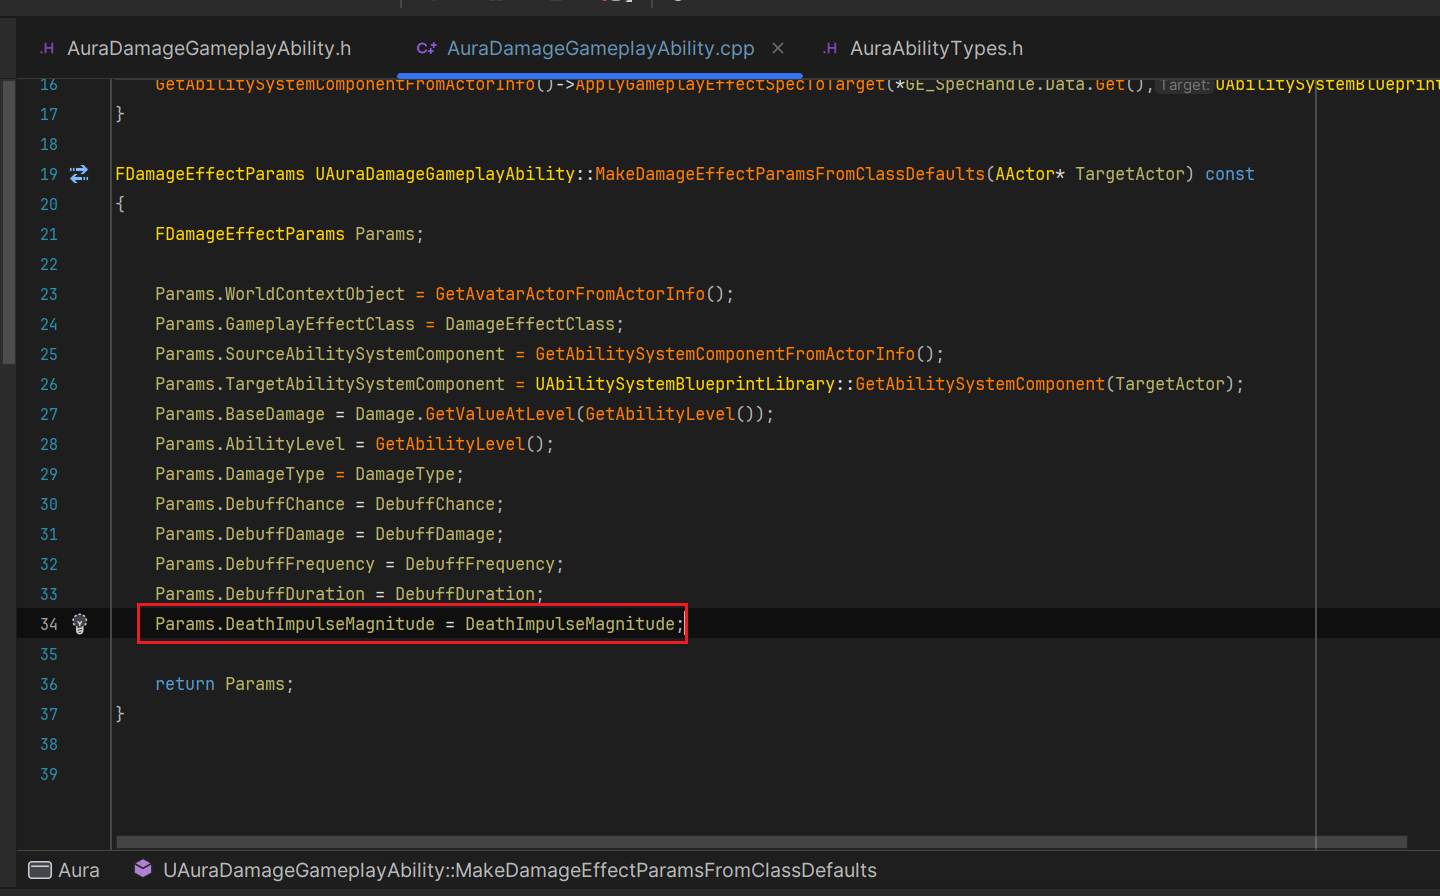 .H AuraDamageGameplayAbility.h C++ AuraDamageGameplayAbility.cpp × .H AuraAbilityTypes.h
16 GetAbilitySystemComponentFromActorInfo()->ApplyGameplayEffectSpecToTarget(*GE_SpecHandle.Data.Get(), Target: UAbilitySystemBlueprint
17 }
18
19 FDamageEffectParams UAuraDamageGameplayAbility::MakeDamageEffectParamsFromClassDefaults(AActor* TargetActor) const
20 {
21 FDamageEffectParams Params;
22
23 Params.WorldContextObject = GetAvatarActorFromActorInfo();
24 Params.GameplayEffectClass = DamageEffectClass;
25 Params.SourceAbilitySystemComponent = GetAbilitySystemComponentFromActorInfo();
26 Params.TargetAbilitySystemComponent = UAbilitySystemBlueprintLibrary::GetAbilitySystemComponent(TargetActor);
27 Params.BaseDamage = Damage.GetValueAtLevel(GetAbilityLevel());
28 Params.AbilityLevel = GetAbilityLevel();
29 Params.DamageType = DamageType;
30 Params.DebuffChance = DebuffChance;
31 Params.DebuffDamage = DebuffDamage;
32 Params.DebuffFrequency = DebuffFrequency;
33 Params.DebuffDuration = DebuffDuration;
34 Params.DeathImpulseMagnitude = DeathImpulseMagnitude;
35
36 return Params;
37 }
38
39
Aura UAuraDamageGameplayAbility::MakeDamageEffectParamsFromClassDefaults